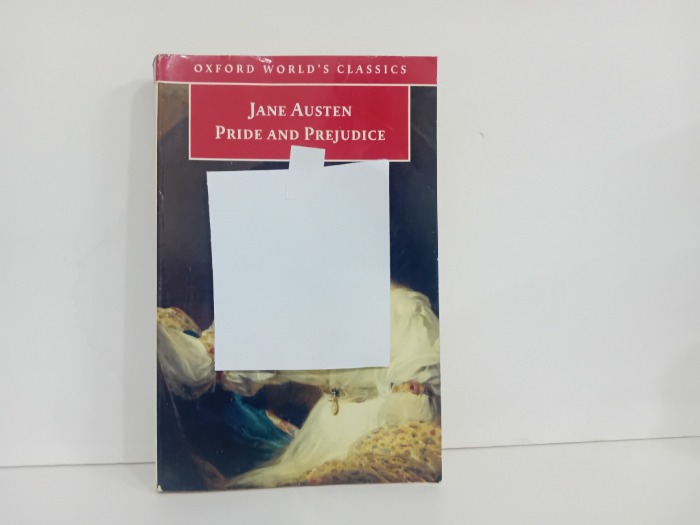 OXFORD WORLD'S CLASSICS
JANE AUSTEN
PRIDE AND PREJUDICE